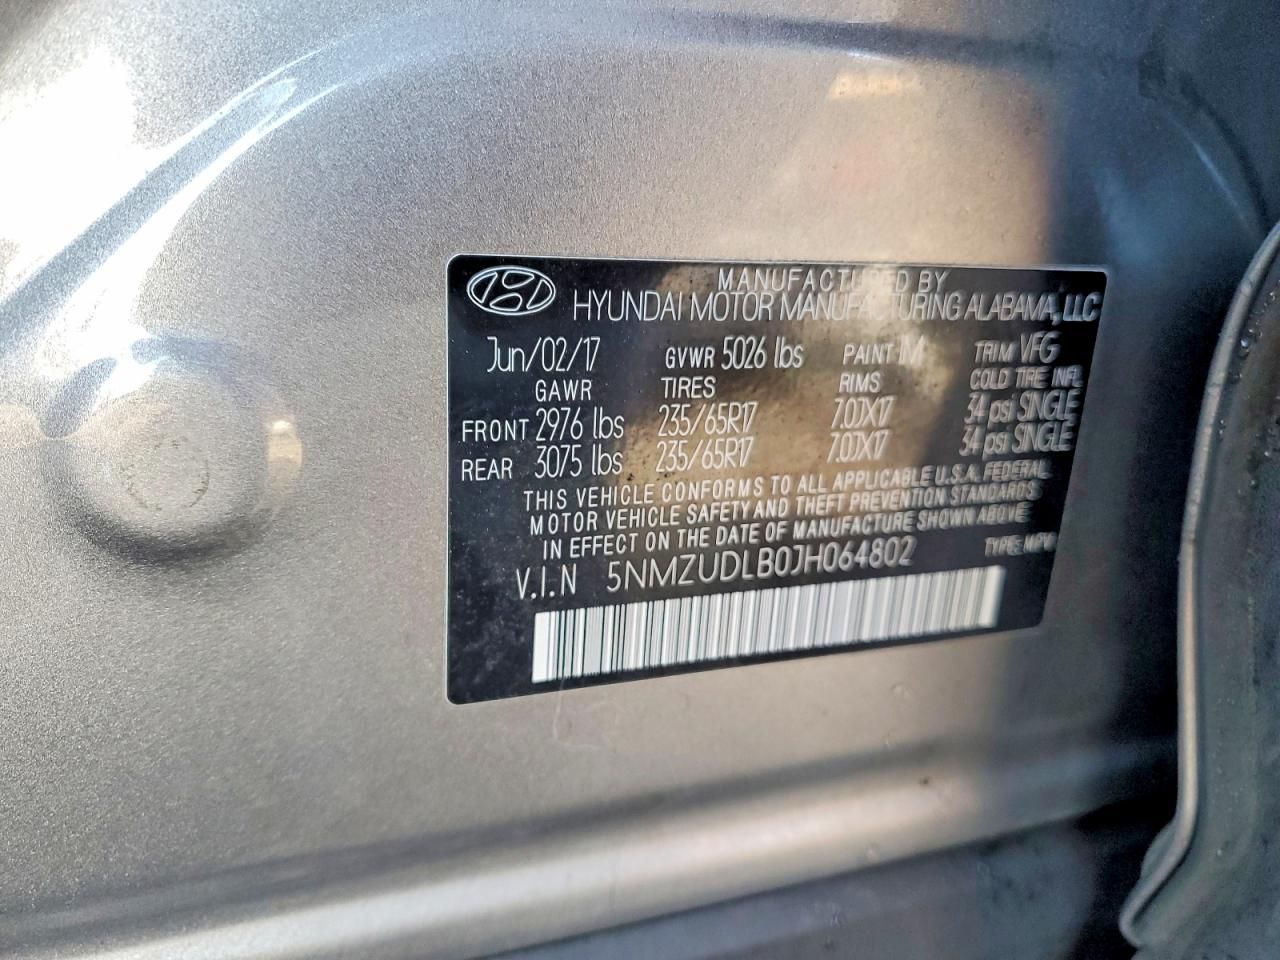 MANUFACTURED BY
HYUNDAI MOTOR MANUFACTURING ALABAMA, LLC
Jun/02/17 GVWR 5026 lbs PAINT IM TRIM VFG
GAWR TIRES RIMS COLD TIRE INFL
FRONT 2976 lbs 235/65R17 7.0JX17 34 psi SINGLE
REAR 3075 lbs 235/65R17 7.0JX17 34 psi SINGLE
THIS VEHICLE CONFORMS TO ALL APPLICABLE U.S.A. FEDERAL
MOTOR VEHICLE SAFETY AND THEFT PREVENTION STANDARDS
IN EFFECT ON THE DATE OF MANUFACTURE SHOWN ABOVE
V.I.N 5NMZUDLB0JH064802 TYPE: MPV